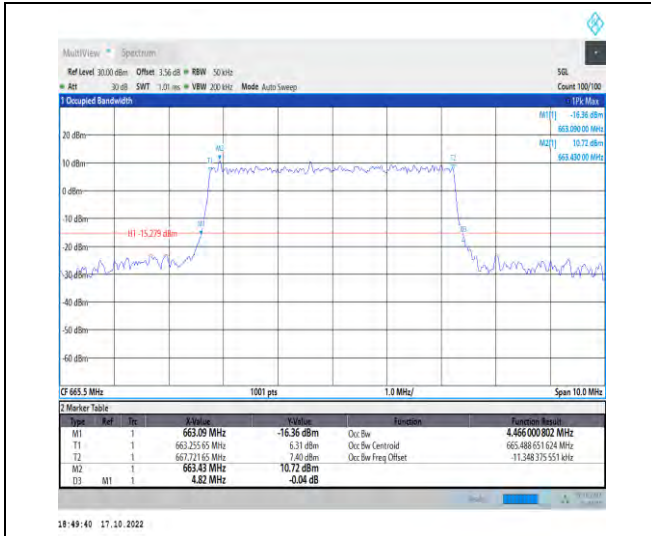 MultiView Spectrum
Ref Level 30.00 dBm Offset 3.56 dB RBW 50 kHz SGL
Att 30 dB SWT 1.01 ms VBW 200 kHz Mode Auto Sweep Count 100/100
1 Occupied Bandwidth 1Pk Max
M1[1] -16.36 dBm
663.090 00 MHz
M2[1] 10.72 dBm
663.430 00 MHz
20 dBm
M2
T1 T2
10 dBm
0 dBm
-10 dBm
M1 D3
H1 -15.279 dBm
-20 dBm
-30 dBm
-40 dBm
-50 dBm
-60 dBm
CF 665.5 MHz 1001 pts 1.0 MHz/ Span 10.0 MHz
2 Marker Table
Type Ref Trc X-Value Y-Value Function Function Result
M1 1 663.09 MHz -16.36 dBm Occ Bw 4.466 000 802 MHz
T1 1 663.255 65 MHz 6.31 dBm Occ Bw Centroid 665.488 651 624 MHz
T2 1 667.721 65 MHz 7.40 dBm Occ Bw Freq Offset -11.348 375 551 kHz
M2 1 663.43 MHz 10.72 dBm
D3 M1 1 4.82 MHz -0.04 dB
18:49:40 17.10.2022